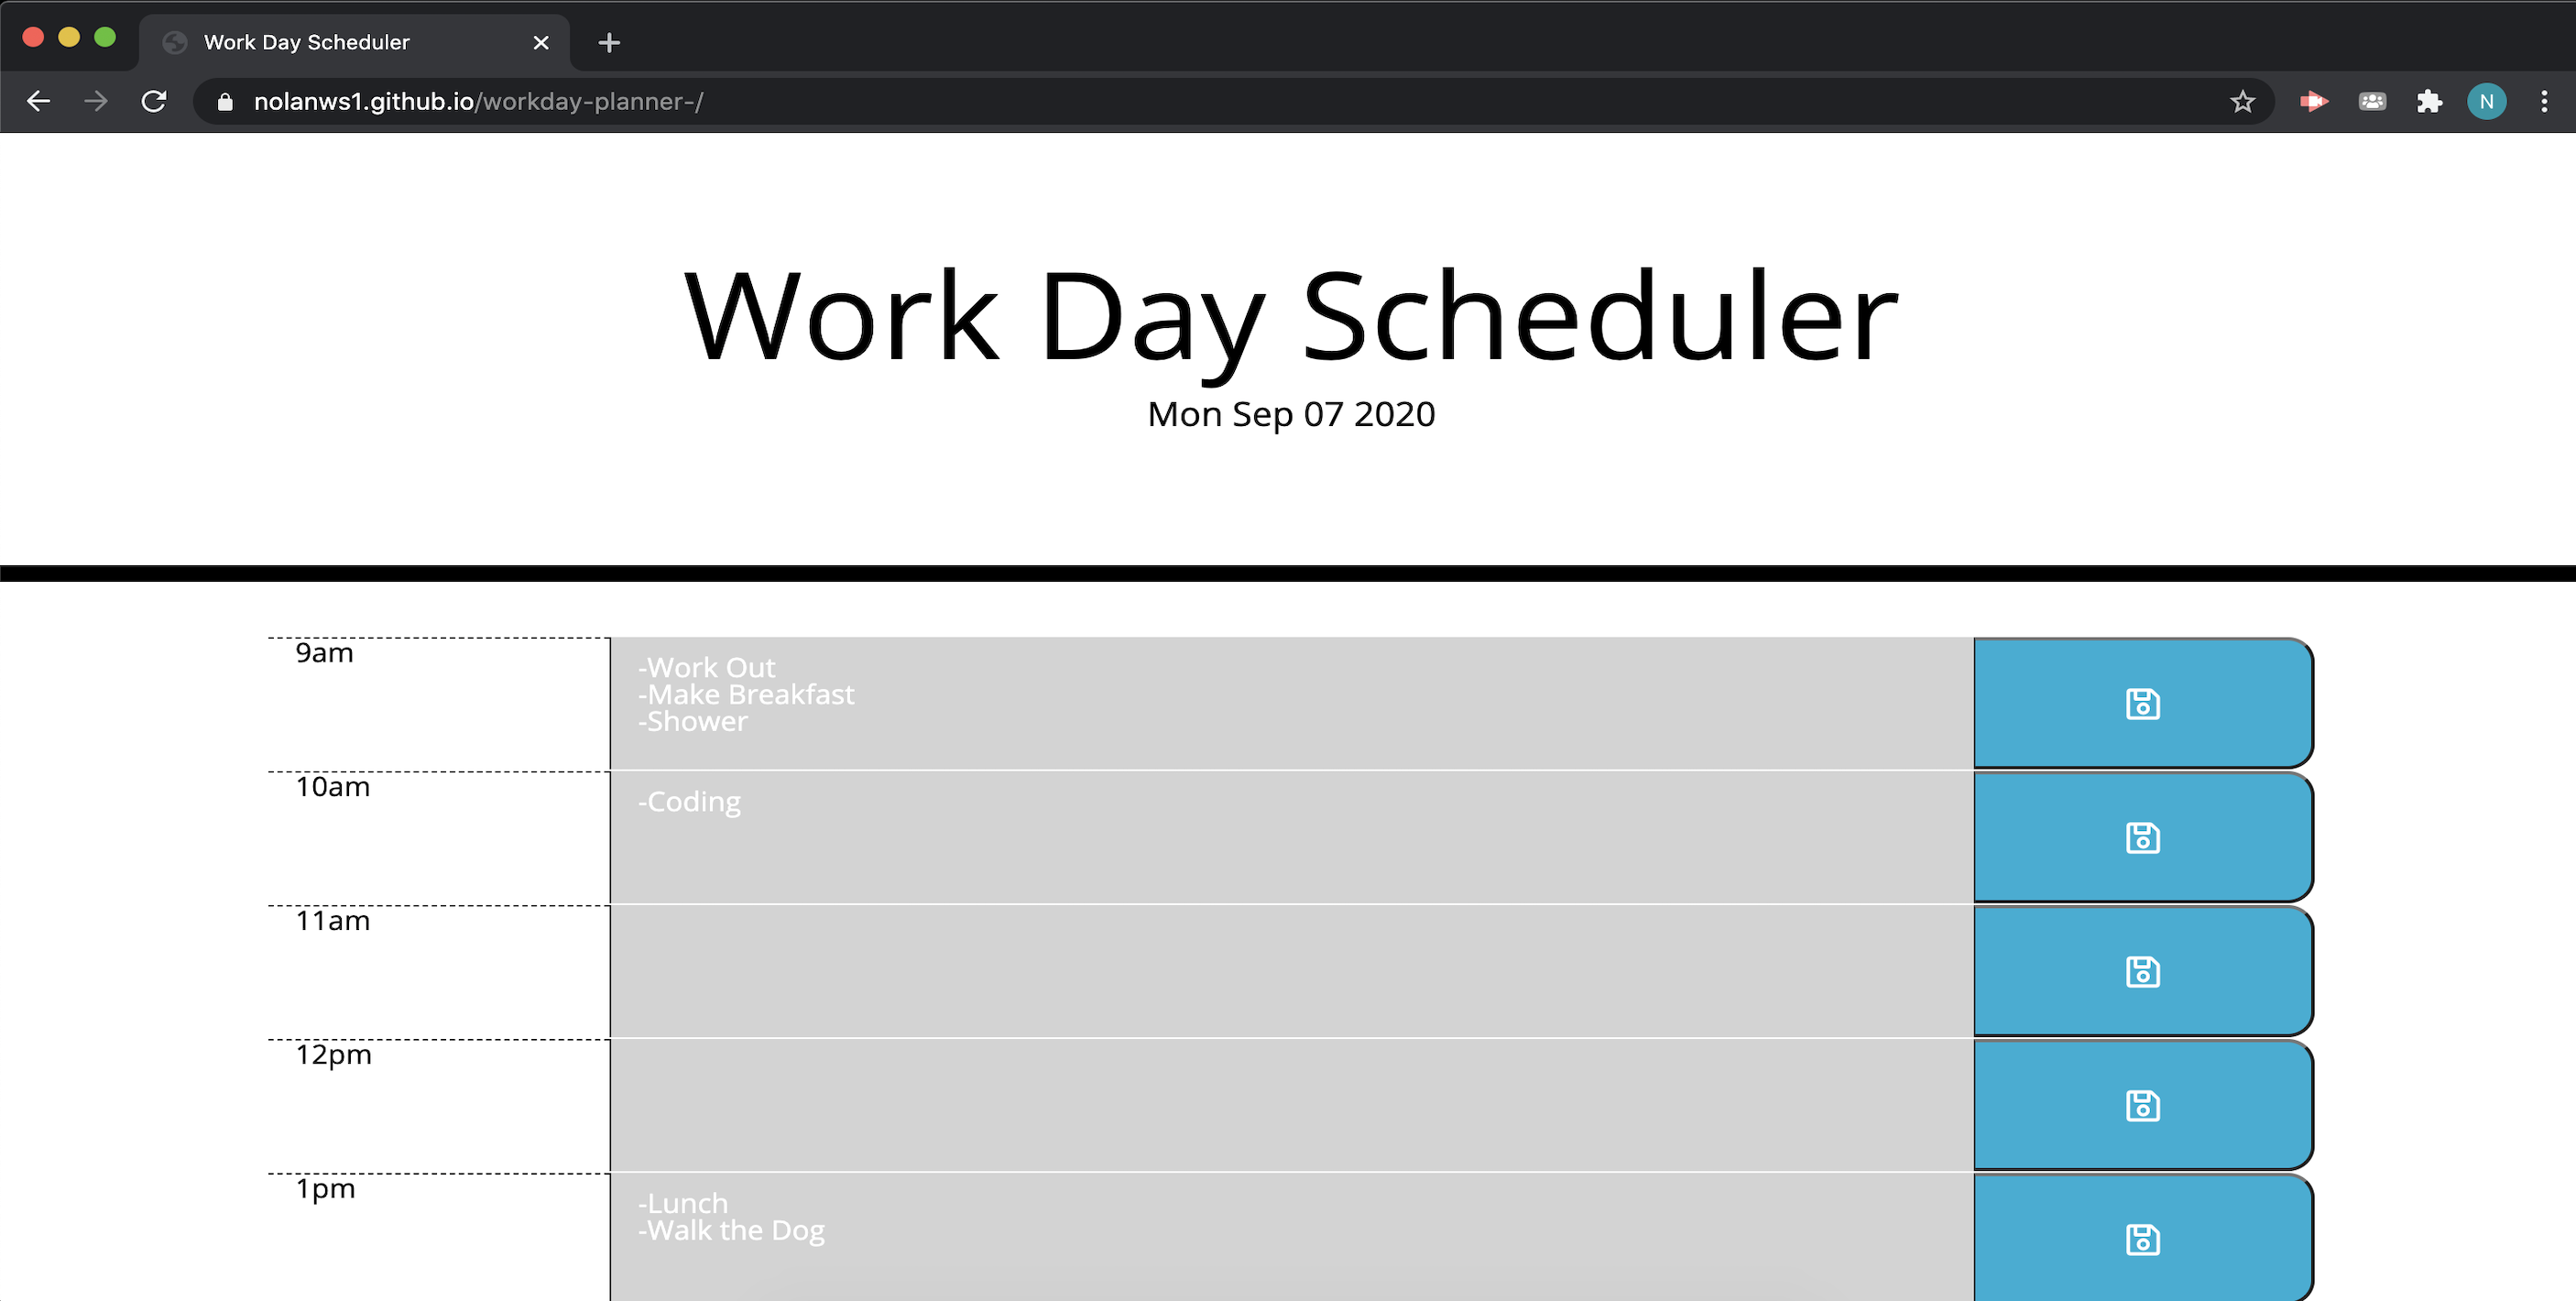 Work Day Scheduler
nolanws1.github.io/workday-planner-/
N
Work Day Scheduler
Mon Sep 07 2020
9am
-Work Out
-Make Breakfast
-Shower
10am
-Coding
11am
12pm
1pm
-Lunch
-Walk the Dog